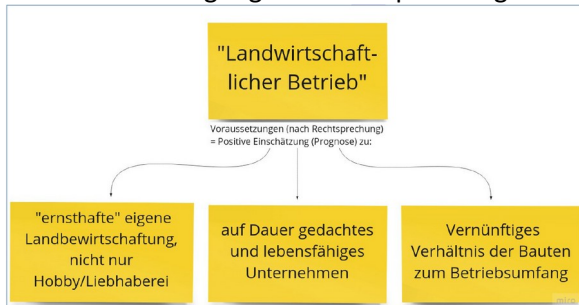 "Landwirtschaft-
licher Betrieb"
Voraussetzungen (nach Rechtsprechung)
= Positive Einschätzung (Prognose) zu:
"ernsthafte" eigene
Landbewirtschaftung,
nicht nur
Hobby/Liebhaberei
auf Dauer gedachtes
und lebensfähiges
Unternehmen
Vernünftiges
Verhältnis der Bauten
zum Betriebsumfang
miro